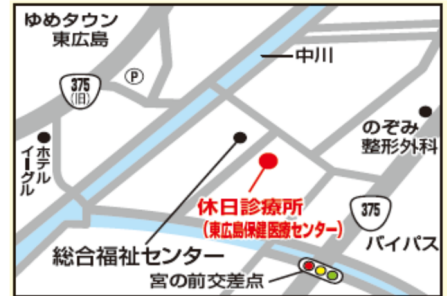 ゆめタウン
東広島
375
(旧)
P
中川
ホテル
イーグル
のぞみ
整形外科
休日診療所
(東広島保健医療センター)
375
バイパス
総合福祉センター
宮の前交差点